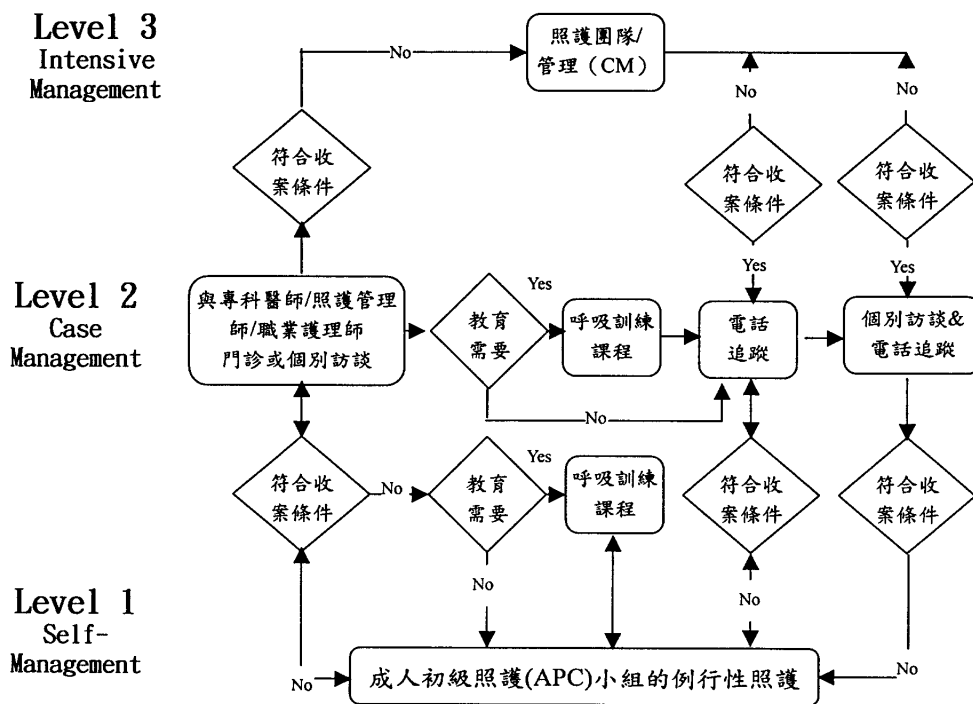 Level 3
Intensive
Management
No
照護團隊/
管理（CM）
No
No
符合收
案條件
符合收
案條件
符合收
案條件
Level 2
Case
Management
與專科醫師/照護管理
師/職業護理師
門診或個別訪談
教育
需要
Yes
呼吸訓練
課程
Yes
電話
追蹤
Yes
個別訪談&
電話追蹤
No
符合收
案條件
No
教育
需要
Yes
呼吸訓練
課程
符合收
案條件
符合收
案條件
Level 1
Self-
Management
No
No
No
No
成人初級照護(APC)小組的例行性照護